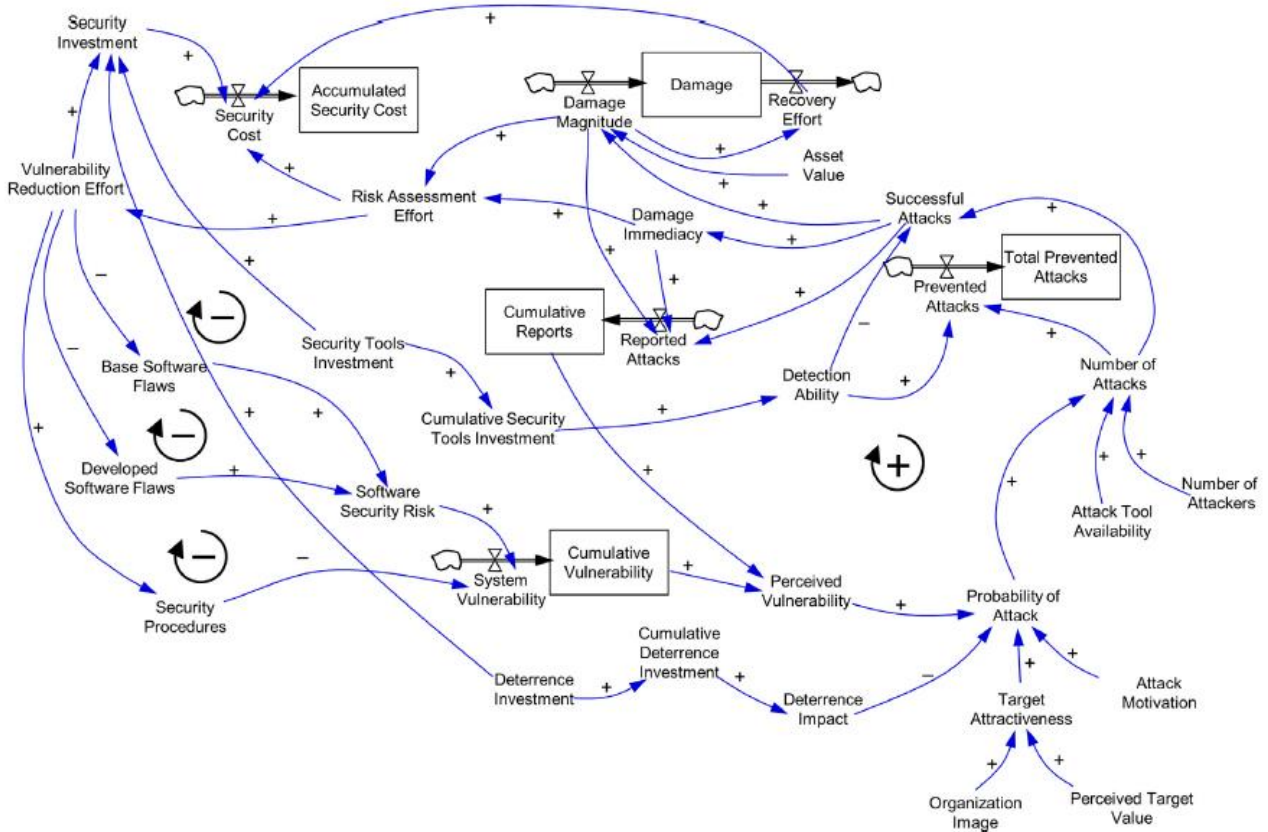 Security
Investment
+
+
+
Accumulated
Security Cost
Security
Cost
Damage
Damage
Magnitude
Recovery
Effort
+
+
Asset
Value
+
+
Vulnerability
Reduction Effort
+
Risk Assessment
Effort
+
+
Damage
Immediacy
+
+
Successful
Attacks
+
Total Prevented
Attacks
Prevented
Attacks
–
–
+
+
+
+
–
+
Cumulative
Reports
Reported
Attacks
–
Security Tools
Investment
Base Software
Flaws
+
Detection
Ability
+
Number of
Attacks
+
+
+
Cumulative Security
Tools Investment
+
–
+
Developed
Software Flaws
+
+
+
+
+
Number of
Attackers
Attack Tool
Availability
Software
Security Risk
+
+
–
–
Cumulative
Vulnerability
System
Vulnerability
+
Perceived
Vulnerability
+
Probability of
Attack
Security
Procedures
Cumulative
Deterrence
Investment
Deterrence
Investment
+
+
Deterrence
Impact
–
+
+
Attack
Motivation
Target
Attractiveness
+
+
Organization
Image
Perceived Target
Value